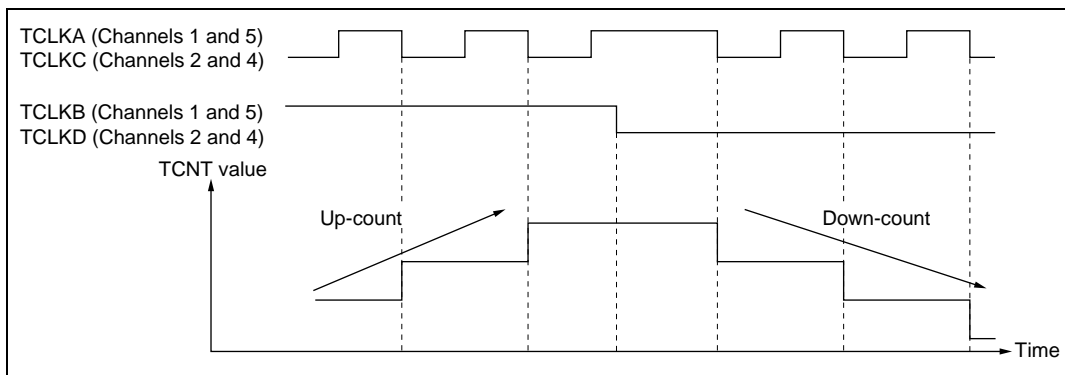 TCLKA (Channels 1 and 5)
TCLKC (Channels 2 and 4)
TCLKB (Channels 1 and 5)
TCLKD (Channels 2 and 4)
TCNT value
Up-count
Down-count
Time